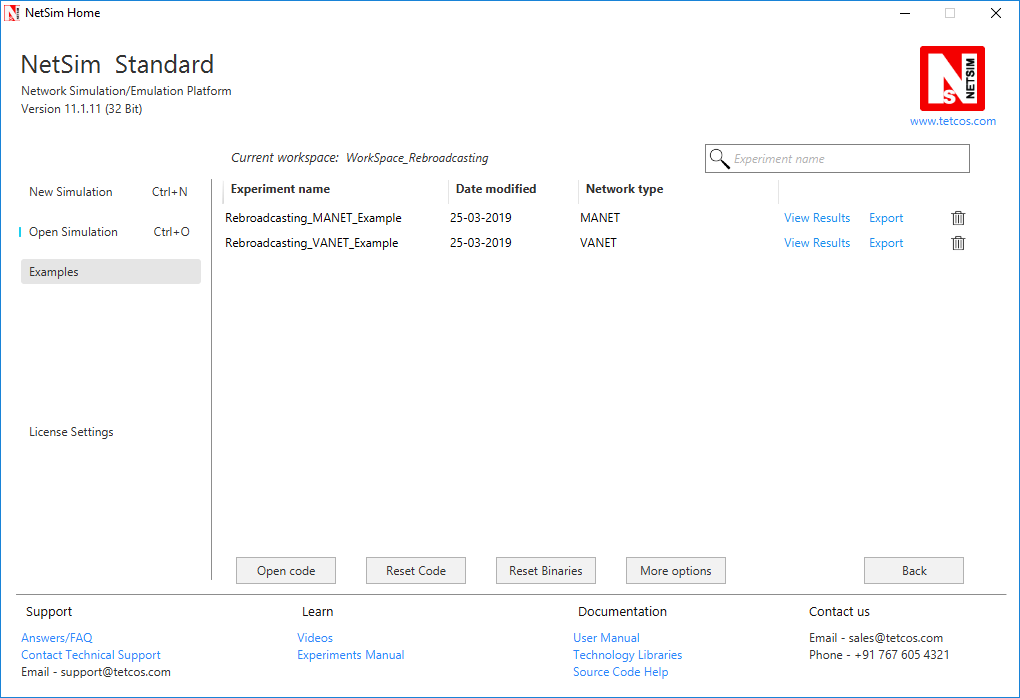 NetSim Home
NetSim Standard
Network Simulation/Emulation Platform
Version 11.1.11 (32 Bit)
NETSIM
Ns
www.tetcos.com
Current workspace: WorkSpace_Rebroadcasting
Experiment name
New Simulation Ctrl+N
Open Simulation Ctrl+O
Examples
License Settings
Experiment name Date modified Network type
Rebroadcasting_MANET_Example 25-03-2019 MANET View Results Export
Rebroadcasting_VANET_Example 25-03-2019 VANET View Results Export
Open code Reset Code Reset Binaries More options Back
Support
Answers/FAQ
Contact Technical Support
Email - support@tetcos.com
Learn
Videos
Experiments Manual
Documentation
User Manual
Technology Libraries
Source Code Help
Contact us
Email - sales@tetcos.com
Phone - +91 767 605 4321